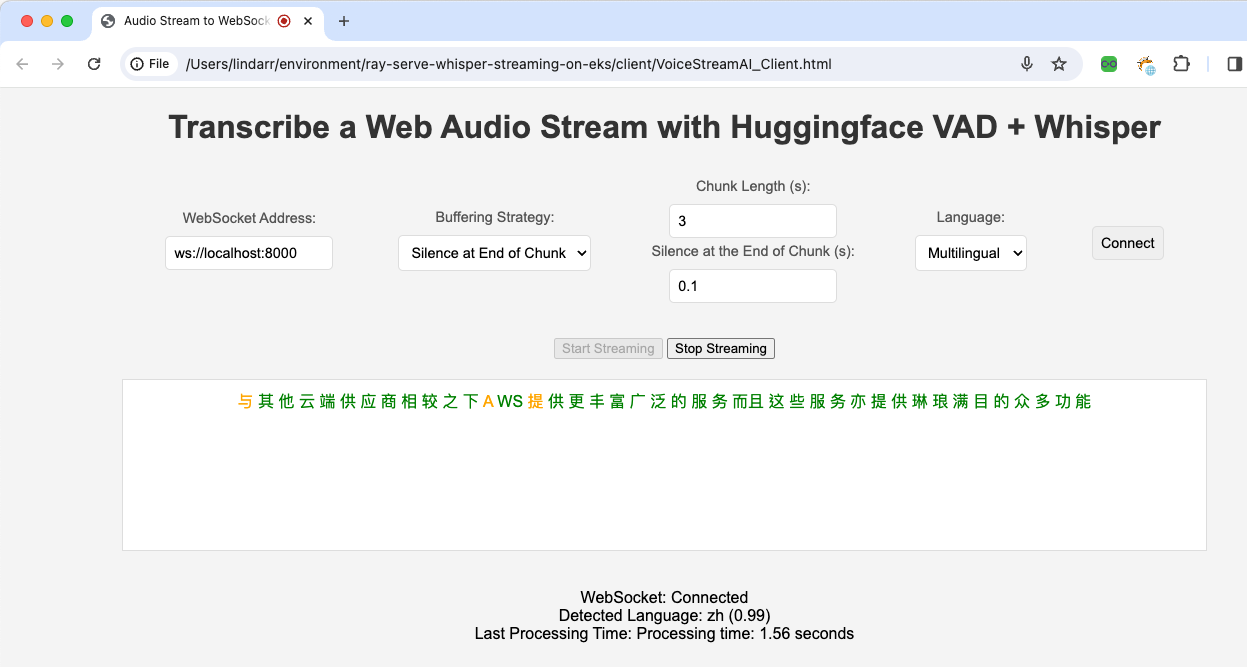 Audio Stream to WebSock
File /Users/lindarr/environment/ray-serve-whisper-streaming-on-eks/client/VoiceStreamAI_Client.html
Transcribe a Web Audio Stream with Huggingface VAD + Whisper
WebSocket Address:
ws://localhost:8000
Buffering Strategy:
Silence at End of Chunk
Chunk Length (s):
3
Silence at the End of Chunk (s):
0.1
Language:
Multilingual
Connect
Start Streaming Stop Streaming
与 其 他 云 端 供 应 商 相 较 之 下 A WS 提 供 更 丰 富 广 泛 的 服 务 而且 这 些 服 务 亦 提 供 琳 琅 满 目 的 众 多 功 能
WebSocket: Connected
Detected Language: zh (0.99)
Last Processing Time: Processing time: 1.56 seconds